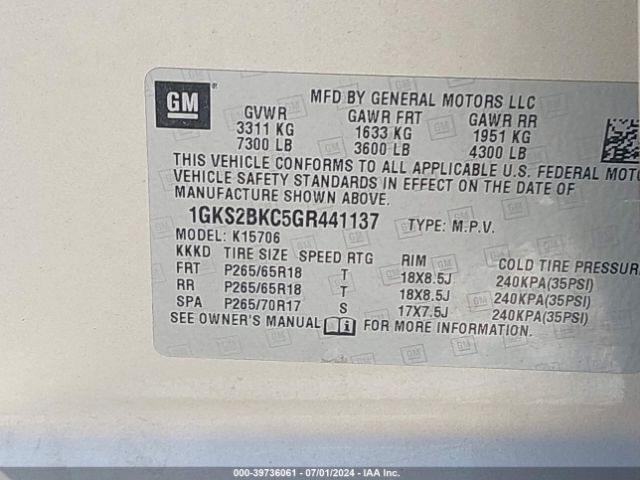 GM
MFD BY GENERAL MOTORS LLC
GVWR GAWR FRT GAWR RR
3311 KG 1633 KG 1951 KG
7300 LB 3600 LB 4300 LB
THIS VEHICLE CONFORMS TO ALL APPLICABLE U.S. FEDERAL MOTO
VEHICLE SAFETY STANDARDS IN EFFECT ON THE DATE OF
MANUFACTURE SHOWN ABOVE.
1GKS2BKC5GR441137 TYPE: M.P.V.
MODEL: K15706
KKKD TIRE SIZE SPEED RTG RIM COLD TIRE PRESSUR
FRT P265/65R18 T 18X8.5J 240KPA(35PSI)
RR P265/65R18 T 18X8.5J 240KPA(35PSI)
SPA P265/70R17 S 17X7.5J 240KPA(35PSI)
SEE OWNER'S MANUAL FOR MORE INFORMATION.
000-39736061 - 07/01/2024 - IAA Inc.